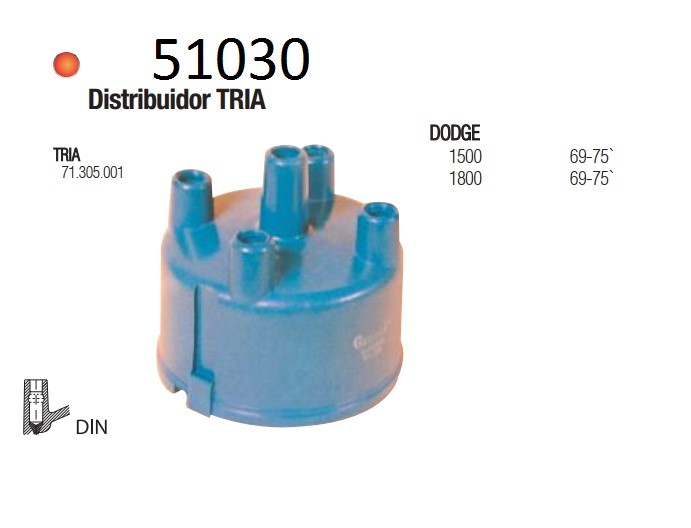 51030
Distribuidor TRIA
DODGE
TRIA
71.305.001
1500 69-75`
1800 69-75`
DIN